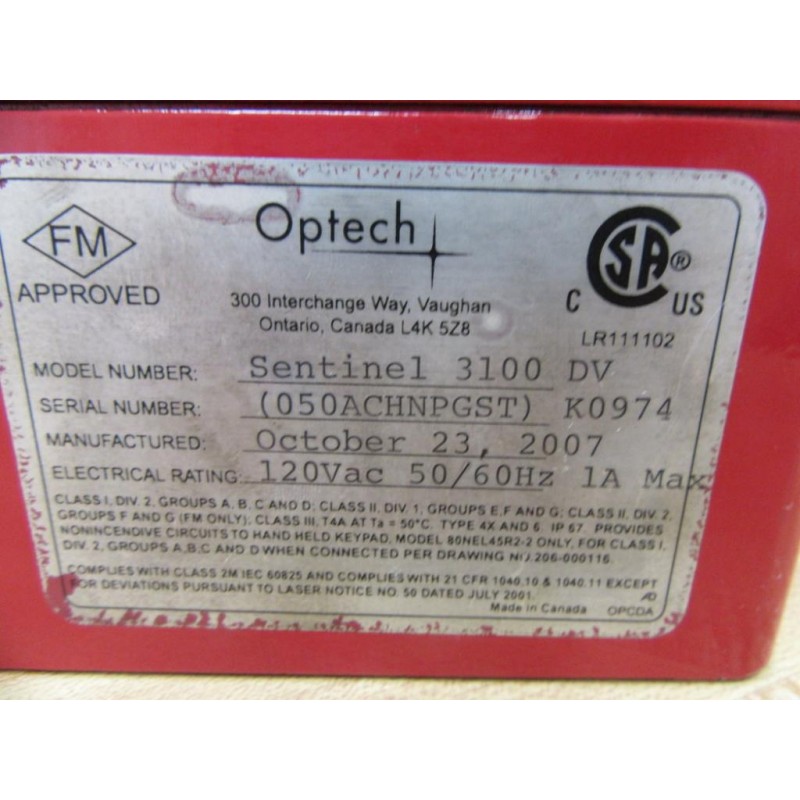 FM
APPROVED
Optech
300 Interchange Way, Vaughan
Ontario, Canada L4K 5Z8
CSA®
C US
LR111102
MODEL NUMBER: Sentinel 3100 DV
SERIAL NUMBER: (050ACHNPGST) K0974
MANUFACTURED: October 23, 2007
ELECTRICAL RATING: 120Vac 50/60Hz 1A Max
CLASS I, DIV. 2, GROUPS A, B, C AND D; CLASS II, DIV. 1, GROUPS E,F AND G; CLASS II, DIV. 2,
GROUPS F AND G (FM ONLY); CLASS III, T4A AT Ta = 50°C. TYPE 4X AND 6, IP 67. PROVIDES
NONINCENDIVE CIRCUITS TO HAND HELD KEYPAD, MODEL 80NEL45R2-2 ONLY, FOR CLASS I,
DIV. 2, GROUPS A,B,C AND D WHEN CONNECTED PER DRAWING NO 206-000116.
COMPLIES WITH CLASS 2M IEC 60825 AND COMPLIES WITH 21 CFR 1040.10 & 1040.11 EXCEPT
FOR DEVIATIONS PURSUANT TO LASER NOTICE NO. 50 DATED JULY 2001.
AD
Made in Canada OPCDA